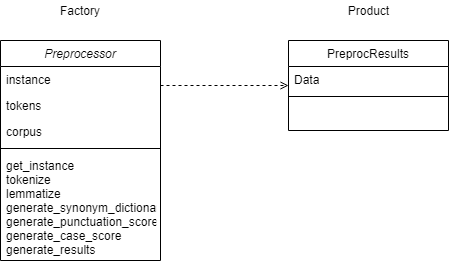 Factory
Product
Preprocessor
instance
tokens
corpus
get_instance
tokenize
lemmatize
generate_synonym_dictiona
generate_punctuation_score
generate_case_score
generate_results
PreprocResults
Data